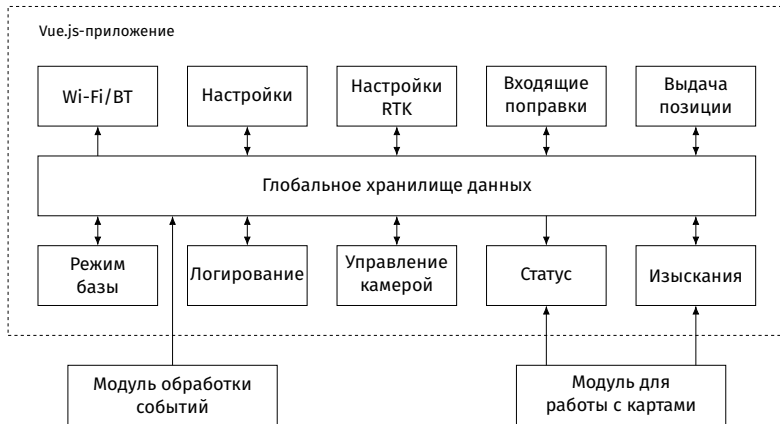 Vue.js-приложение
Wi-Fi/BT
Настройки
Настройки
RTK
Входящие
поправки
Выдача
позиции
Глобальное хранилище данных
Режим
базы
Логирование
Управление
камерой
Статус
Изыскания
Модуль обработки
событий
Модуль для
работы с картами